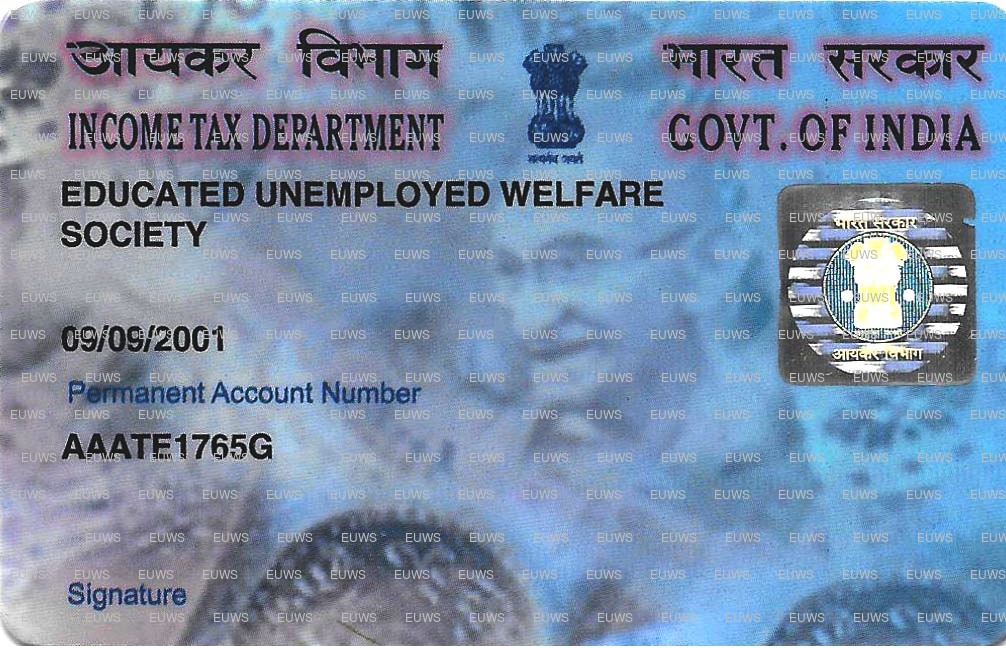 आयकर विभाग
भारत सरकार
INCOME TAX DEPARTMENT
GOVT. OF INDIA
सत्यमेव जयते
EDUCATED UNEMPLOYED WELFARE
SOCIETY
भारत सरकार
आयकर विभाग
09/09/2001
Permanent Account Number
AAATE1765G
Signature
EUWS